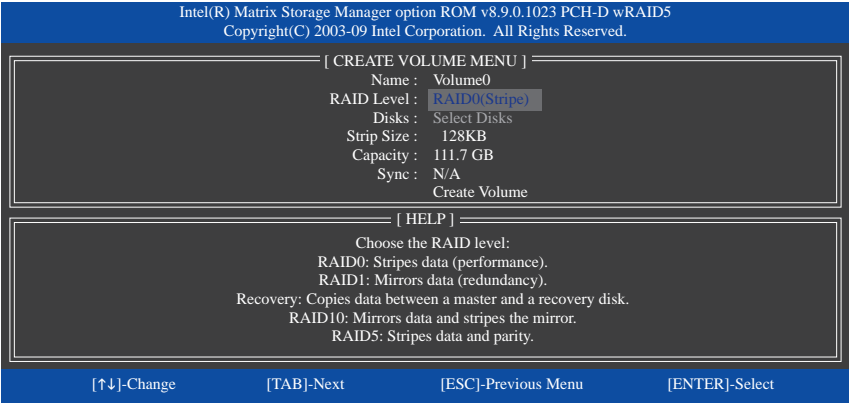 Intel(R) Matrix Storage Manager option ROM v8.9.0.1023 PCH-D wRAID5
Copyright(C) 2003-09 Intel Corporation. All Rights Reserved.
[ CREATE VOLUME MENU ]
Name : Volume0
RAID Level : RAID0(Stripe)
Disks : Select Disks
Strip Size : 128KB
Capacity : 111.7 GB
Sync : N/A
Create Volume
[ HELP ]
Choose the RAID level:
RAID0: Stripes data (performance).
RAID1: Mirrors data (redundancy).
Recovery: Copies data between a master and a recovery disk.
RAID10: Mirrors data and stripes the mirror.
RAID5: Stripes data and parity.
[↑↓]-Change [TAB]-Next [ESC]-Previous Menu [ENTER]-Select